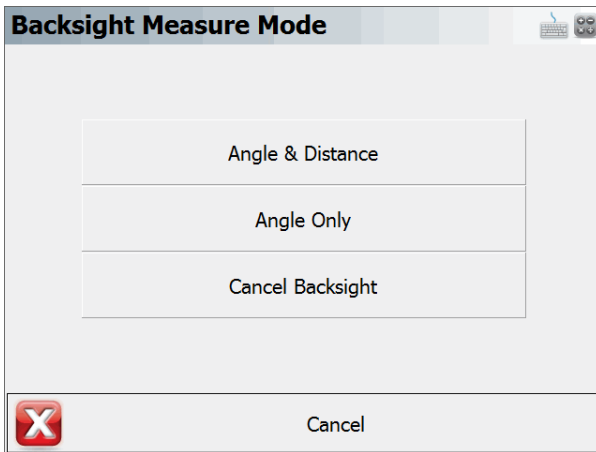 Backsight Measure Mode
Angle & Distance
Angle Only
Cancel Backsight
Cancel